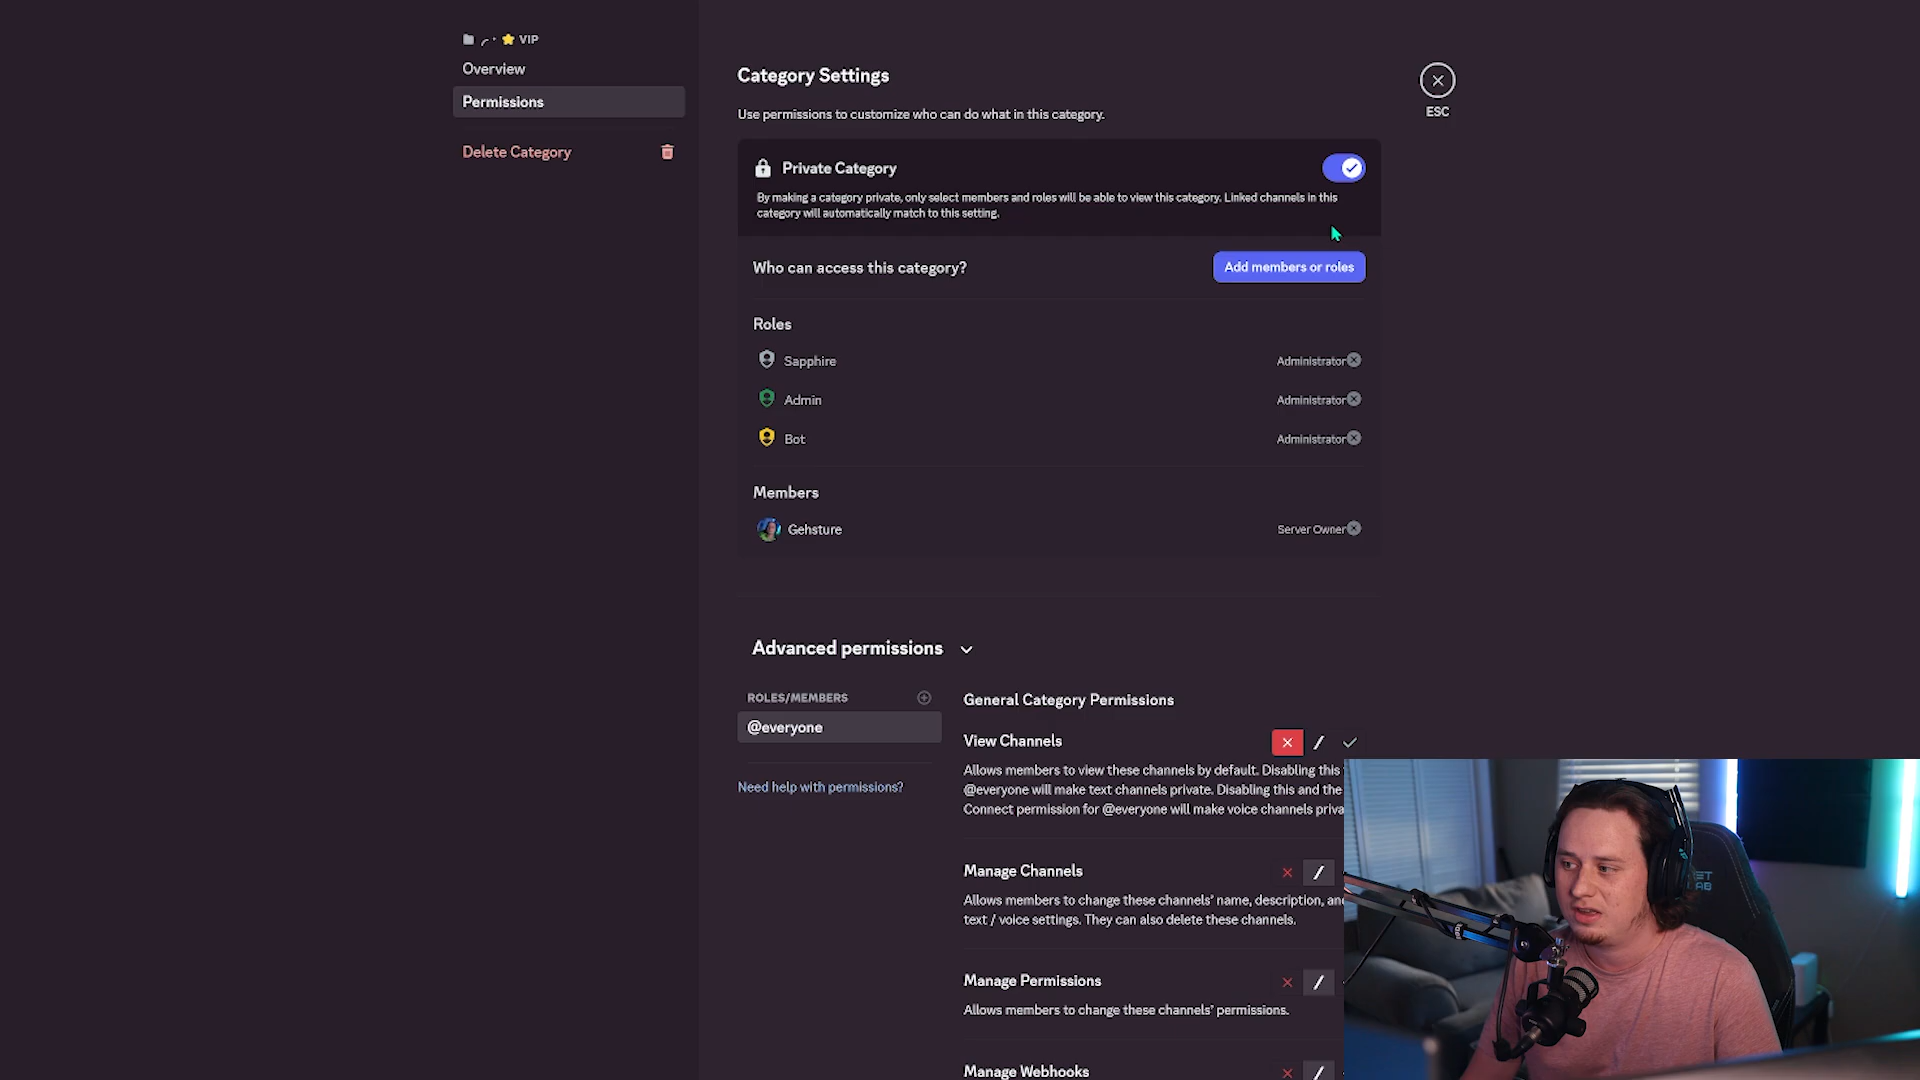 VIP
Overview
Permissions
Delete Category
Category Settings
Use permissions to customize who can do what in this category.
ESC
Private Category
By making a category private, only select members and roles will be able to view this category. Linked channels in this
category will automatically match to this setting.
Who can access this category?
Add members or roles
Roles
Sapphire
Administrator
Admin
Administrator
Bot
Administrator
Members
Gehsture
Server Owner
Advanced permissions
ROLES/MEMBERS
@everyone
Need help with permissions?
General Category Permissions
View Channels
Allows members to view these channels by default. Disabling this
@everyone will make text channels private. Disabling this and the
Connect permission for @everyone will make voice channels priva
Manage Channels
Allows members to change these channels' name, description, and
text / voice settings. They can also delete these channels.
Manage Permissions
Allows members to change these channels' permissions.
Manage Webhooks